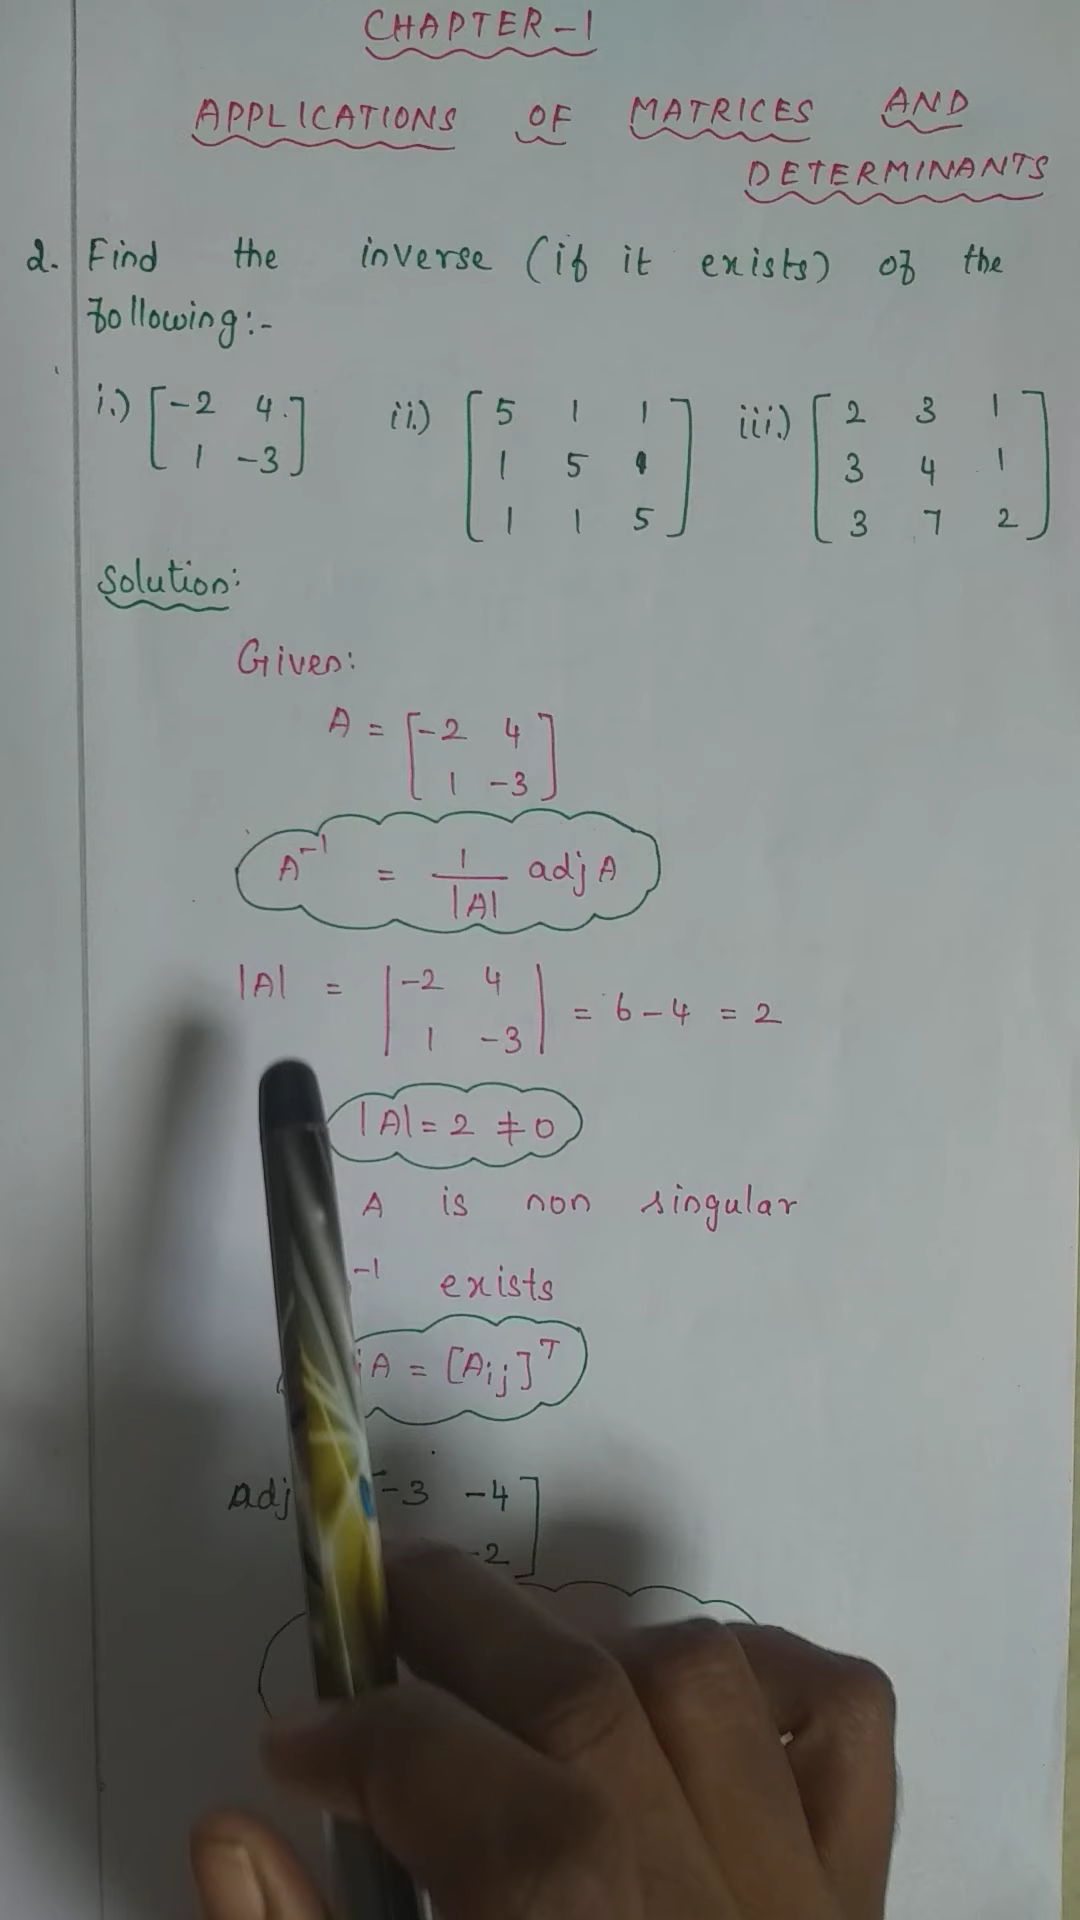 CHAPTER-1
APPLICATIONS OF MATRICES AND
DETERMINANTS
2. Find the inverse (if it exists) of the
following:-
i.) [-2 4 ii.) [5 1 1 iii.) [2 3 1
1 -3] 1 5 1 3 4 1
1 1 5] 3 7 2]
Solution:
Given:
A = [-2 4
1 -3]
A⁻¹ = 1/|A| adj A
|A| = |-2 4
1 -3| = 6-4 = 2
|A| = 2 ≠ 0
A is non singular
-1 exists
A = [Aij]ᵀ
Adj [-3 -4
-2]